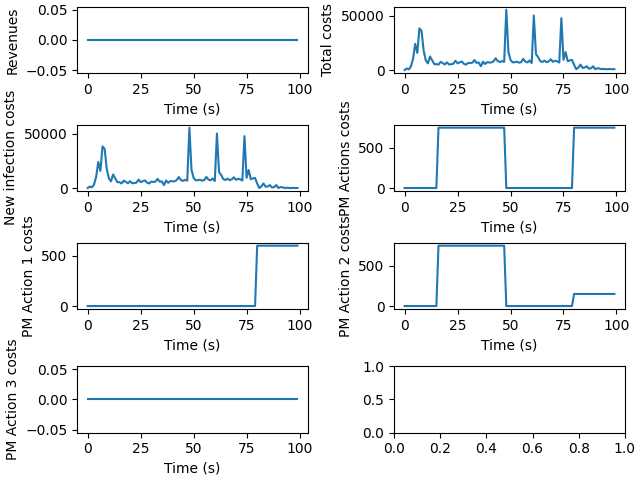 Revenues
0.05
0.00
−0.05
0 25 50 75 100
Time (s)
Total costs
50000
0
0 25 50 75 100
Time (s)
New infection costs
50000
0
0 25 50 75 100
Time (s)
PM Actions costs
500
0
0 25 50 75 100
Time (s)
PM Action 1 costs
500
0
0 25 50 75 100
Time (s)
PM Action 2 costs
500
0
0 25 50 75 100
Time (s)
PM Action 3 costs
0.05
0.00
−0.05
0 25 50 75 100
Time (s)
1.0
0.5
0.0
0.0 0.2 0.4 0.6 0.8 1.0